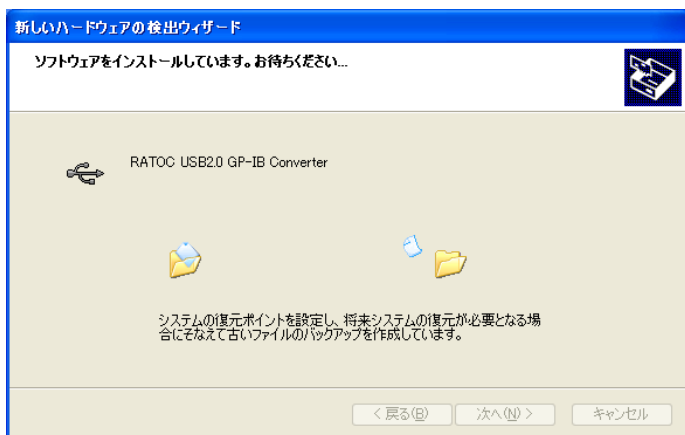 新しいハードウェアの検出ウィザード
ソフトウェアをインストールしています。お待ちください...
RATOC USB2.0 GP-IB Converter
システムの復元ポイントを設定し、将来システムの復元が必要となる場
合にそなえて古いファイルのバックアップを作成しています。
< 戻る(B) 次へ(N) > キャンセル